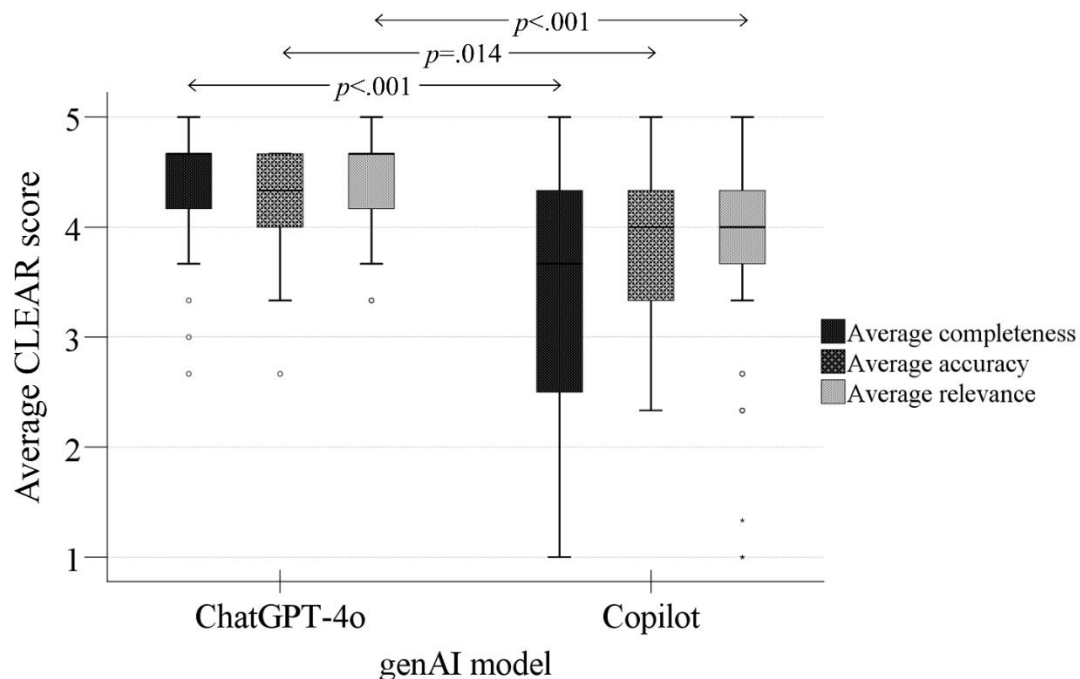 p<.001
p=.014
p<.001
Average CLEAR score
5
4
3
2
1
ChatGPT-4o
Copilot
genAI model
Average completeness
Average accuracy
Average relevance